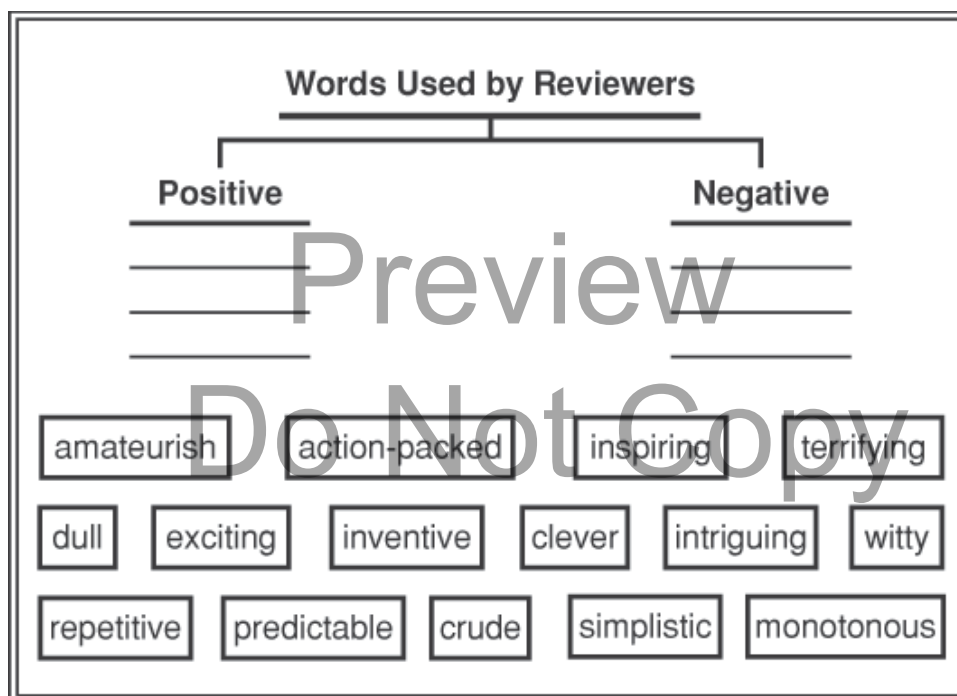 Words Used by Reviewers
Positive Negative
Preview
Do Not Copy
amateurish action-packed inspiring terrifying
dull exciting inventive clever intriguing witty
repetitive predictable crude simplistic monotonous